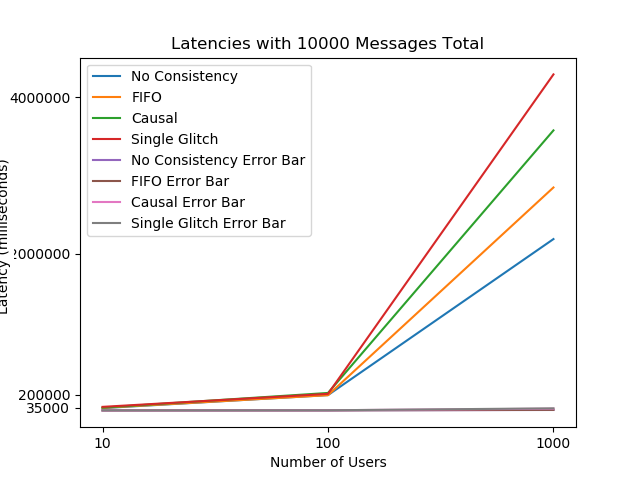 Latencies with 10000 Messages Total
No Consistency
FIFO
Causal
Single Glitch
No Consistency Error Bar
FIFO Error Bar
Causal Error Bar
Single Glitch Error Bar
4000000
2000000
200000
35000
Latency (milliseconds)
10
100
1000
Number of Users